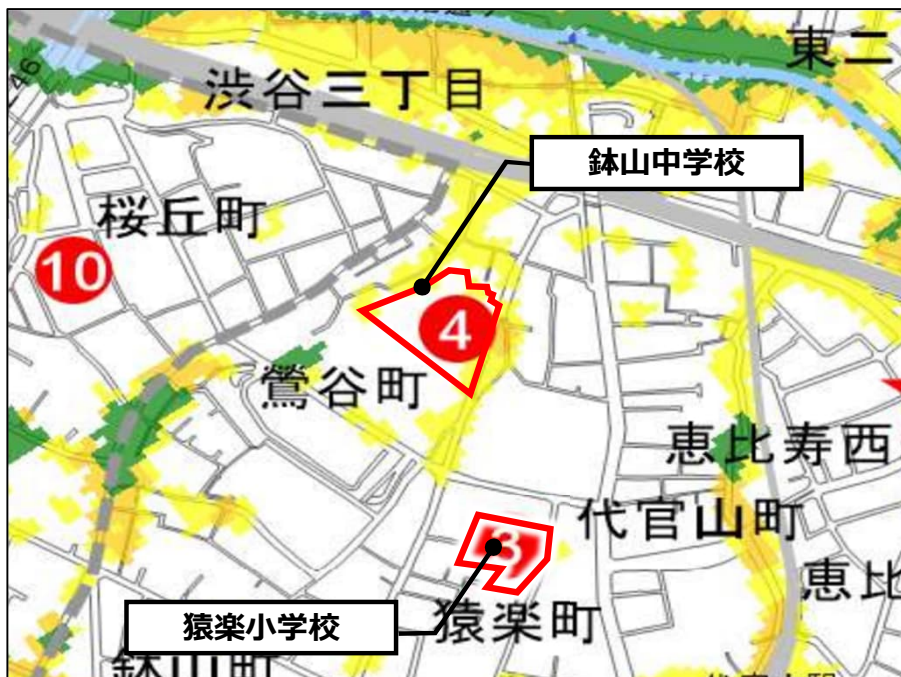 東二
46
渋谷三丁目
鉢山中学校
桜丘町
10
4
鶯谷町
恵比寿西
代官山町
3
恵比
猿楽小学校
猿楽町
鉢山町